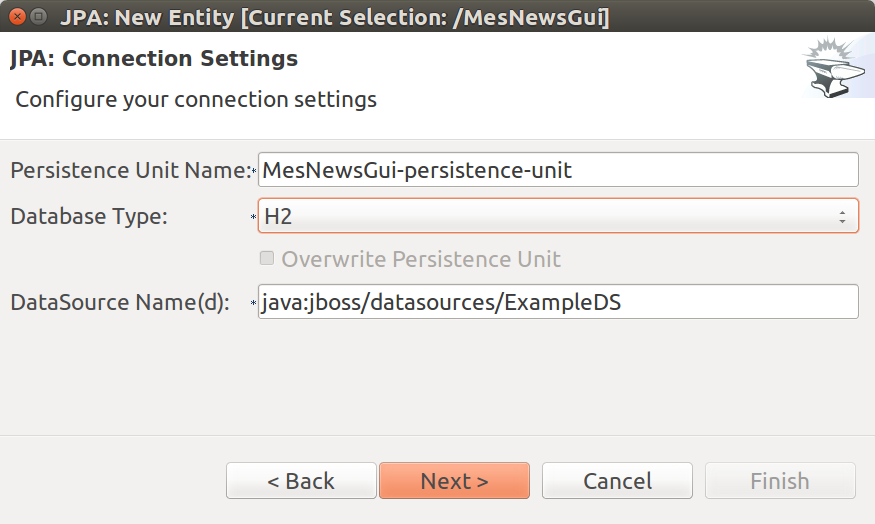 JPA: New Entity [Current Selection: /MesNewsGui]
JPA: Connection Settings
Configure your connection settings
Persistence Unit Name:* MesNewsGui-persistence-unit
Database Type: * H2
Overwrite Persistence Unit
DataSource Name(d): * java:jboss/datasources/ExampleDS
< Back Next > Cancel Finish